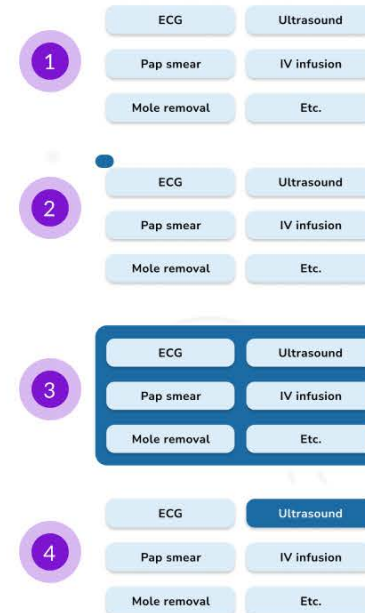 ECG Ultrasound
1
Pap smear IV infusion
Mole removal Etc.
ECG Ultrasound
2
Pap smear IV infusion
Mole removal Etc.
ECG Ultrasound
3
Pap smear IV infusion
Mole removal Etc.
ECG Ultrasound
4
Pap smear IV infusion
Mole removal Etc.